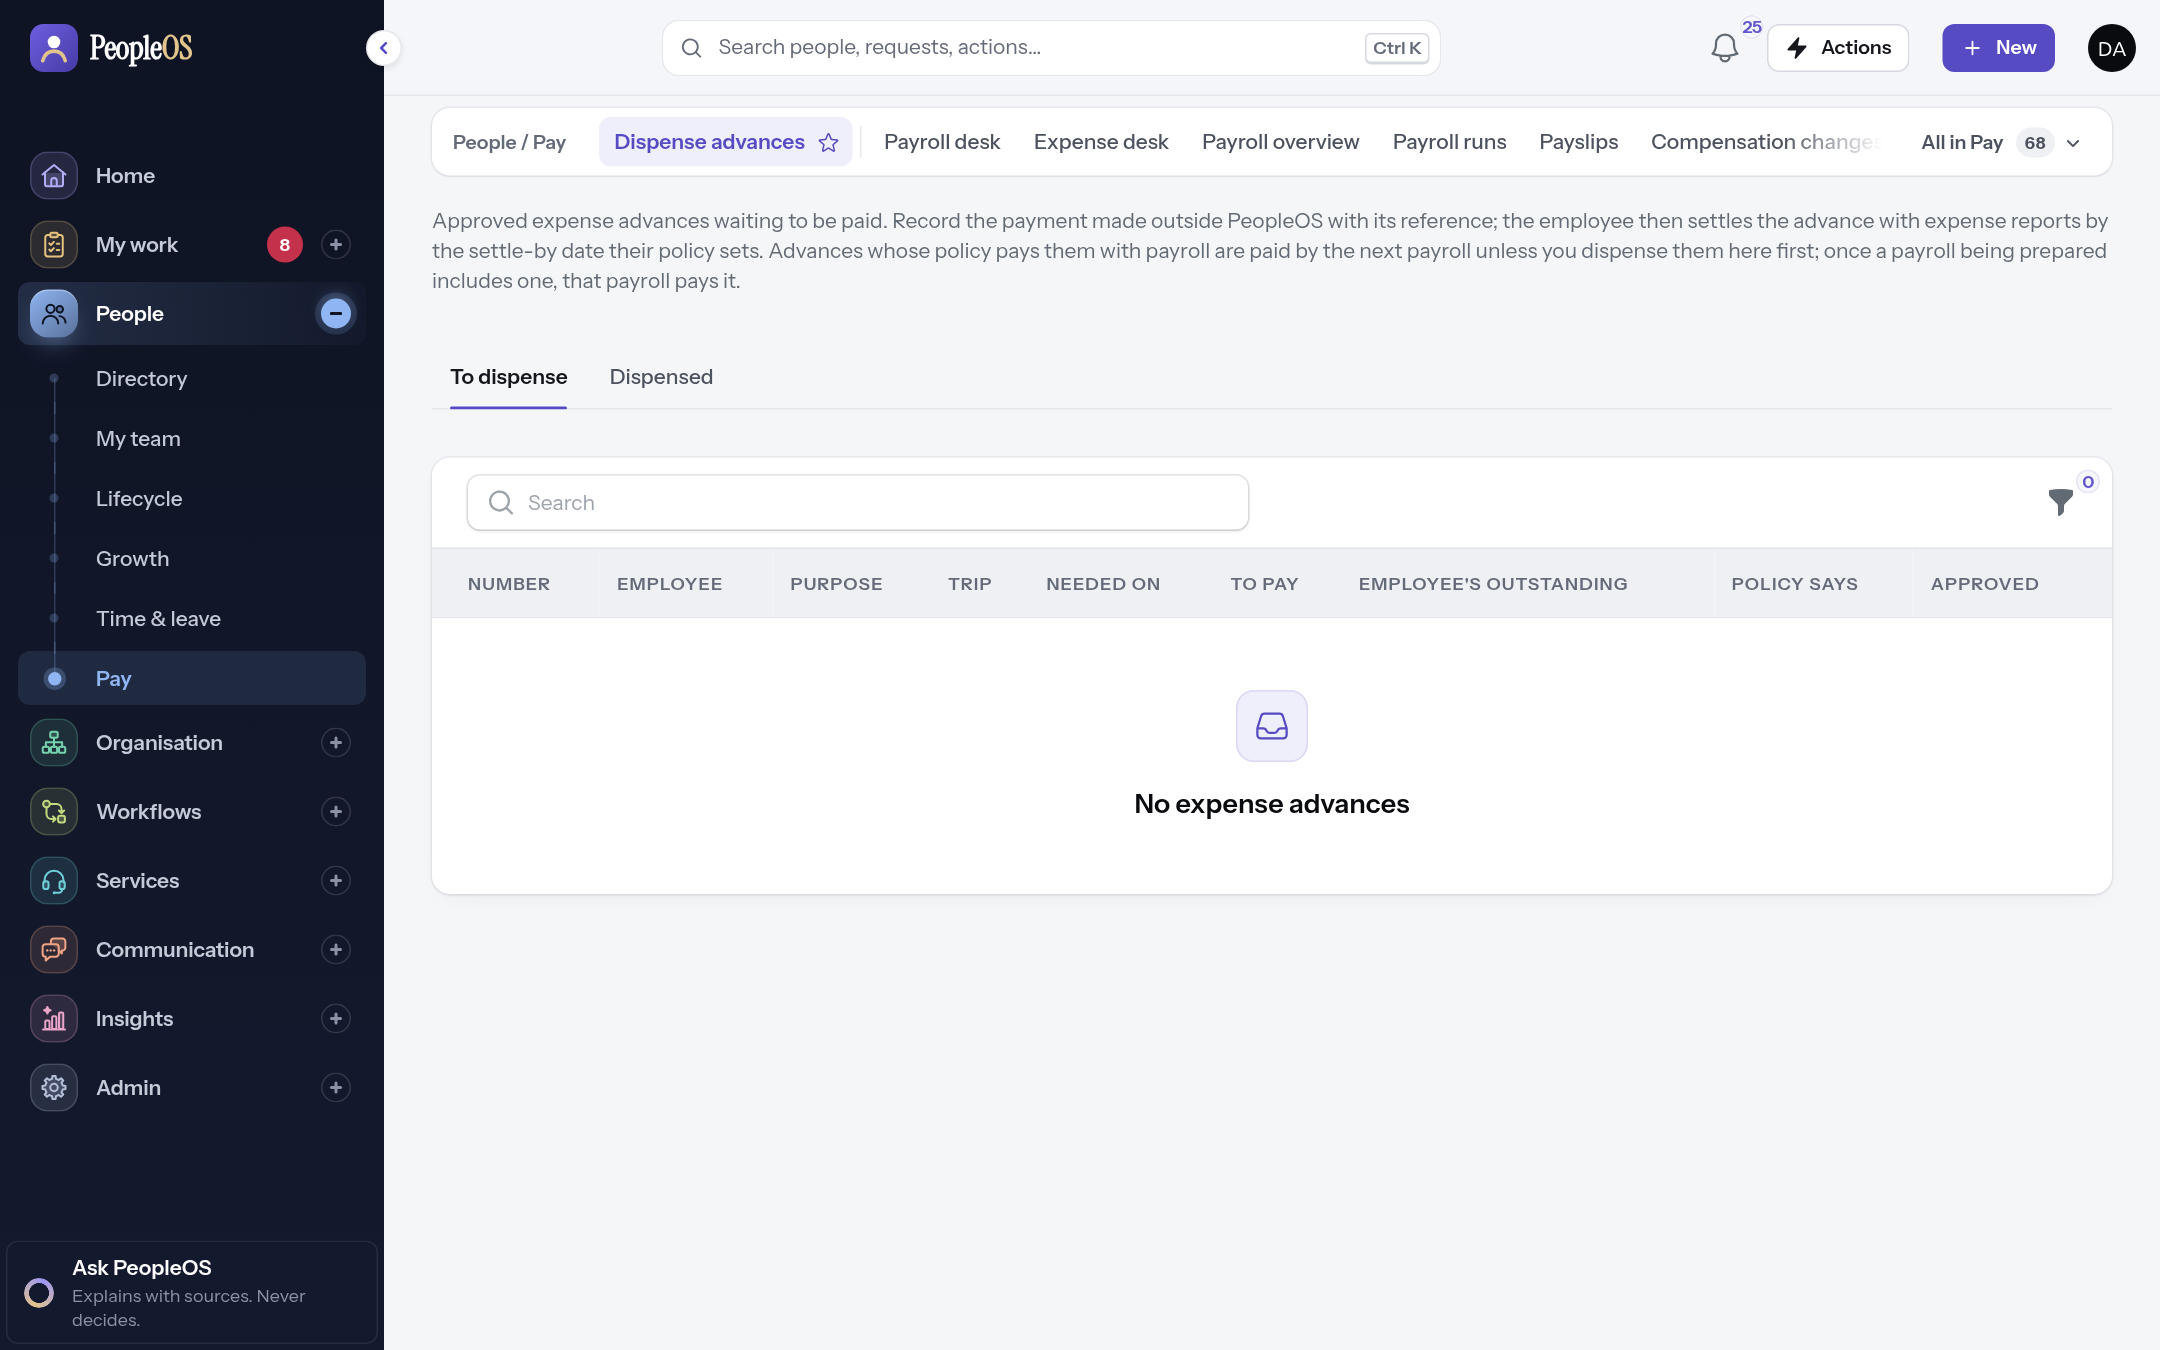 PeopleOS
Search people, requests, actions...
Ctrl K
25
Actions
New
DA
Home
My work
8
People
Directory
My team
Lifecycle
Growth
Time & leave
Pay
Organisation
Workflows
Services
Communication
Insights
Admin
Ask PeopleOS
Explains with sources. Never
decides.
People / Pay
Dispense advances
Payroll desk
Expense desk
Payroll overview
Payroll runs
Payslips
Compensation changes
All in Pay
68
Approved expense advances waiting to be paid. Record the payment made outside PeopleOS with its reference; the employee then settles the advance with expense reports by
the settle-by date their policy sets. Advances whose policy pays them with payroll are paid by the next payroll unless you dispense them here first; once a payroll being prepared
includes one, that payroll pays it.
To dispense
Dispensed
Search
0
NUMBER
EMPLOYEE
PURPOSE
TRIP
NEEDED ON
TO PAY
EMPLOYEE'S OUTSTANDING
POLICY SAYS
APPROVED
No expense advances